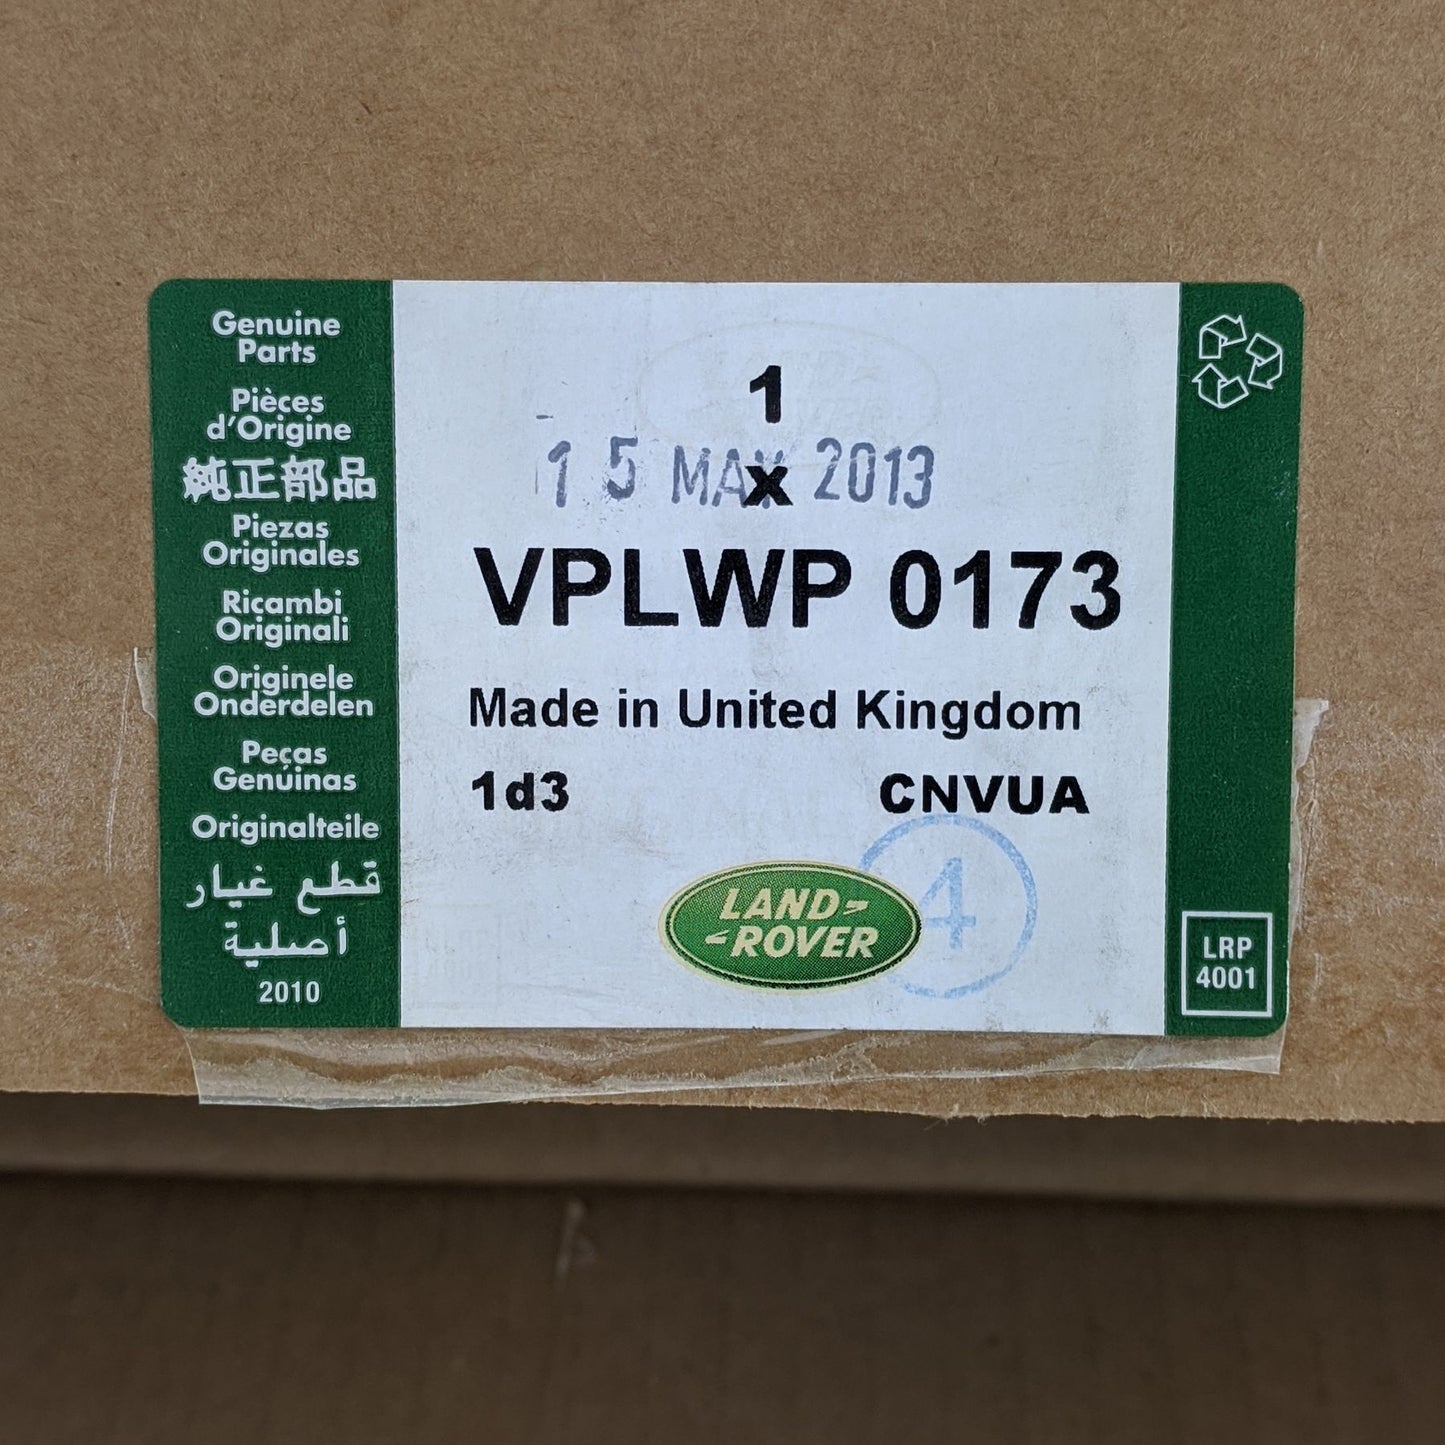 Genuine
Parts
Pièces
d'Origine
純正部品
Piezas
Originales
Ricambi
Originali
Originele
Onderdelen
Peças
Genúinas
Originalteile
قطع غيار
أصلية
2010
1
15 MAY 2013
x
VPLWP 0173
Made in United Kingdom
1d3 CNVUA
4
LAND-
-ROVER
LRP
4001